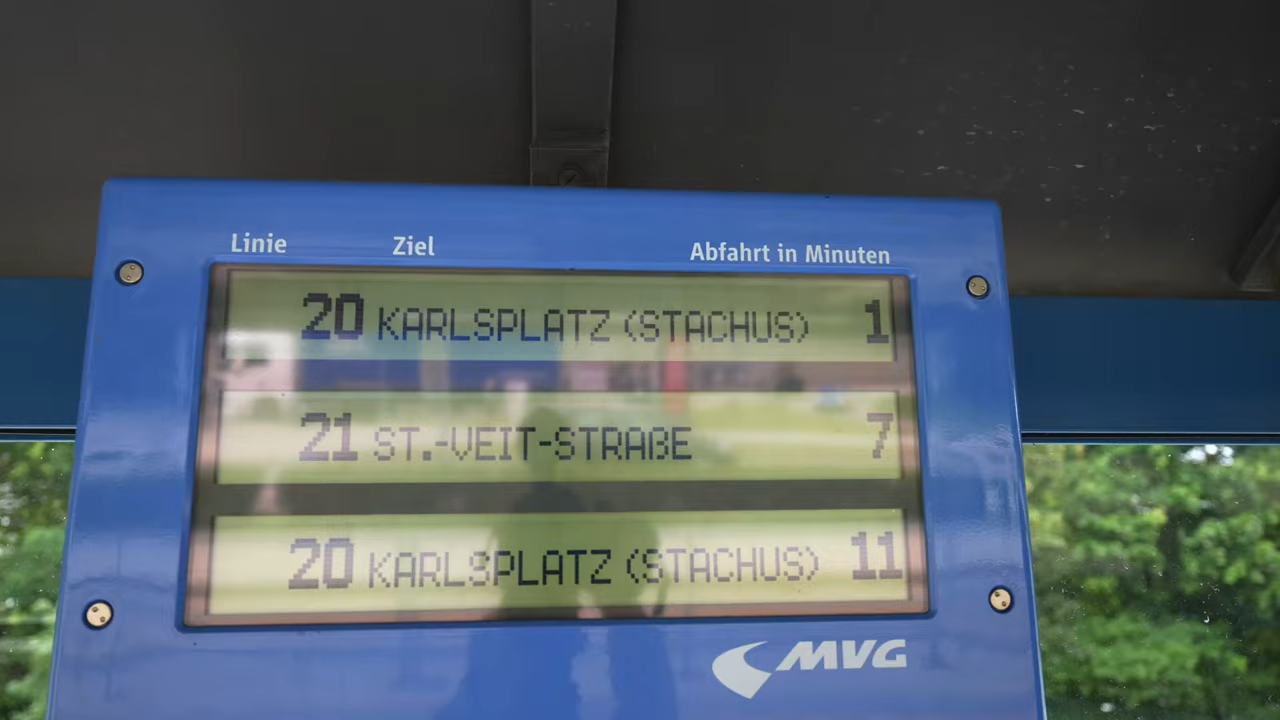 Linie Ziel Abfahrt in Minuten
20 KARLSPLATZ (STACHUS) 1
21 ST.-VEIT-STRAßE 7
20 KARLSPLATZ (STACHUS) 11
MVG